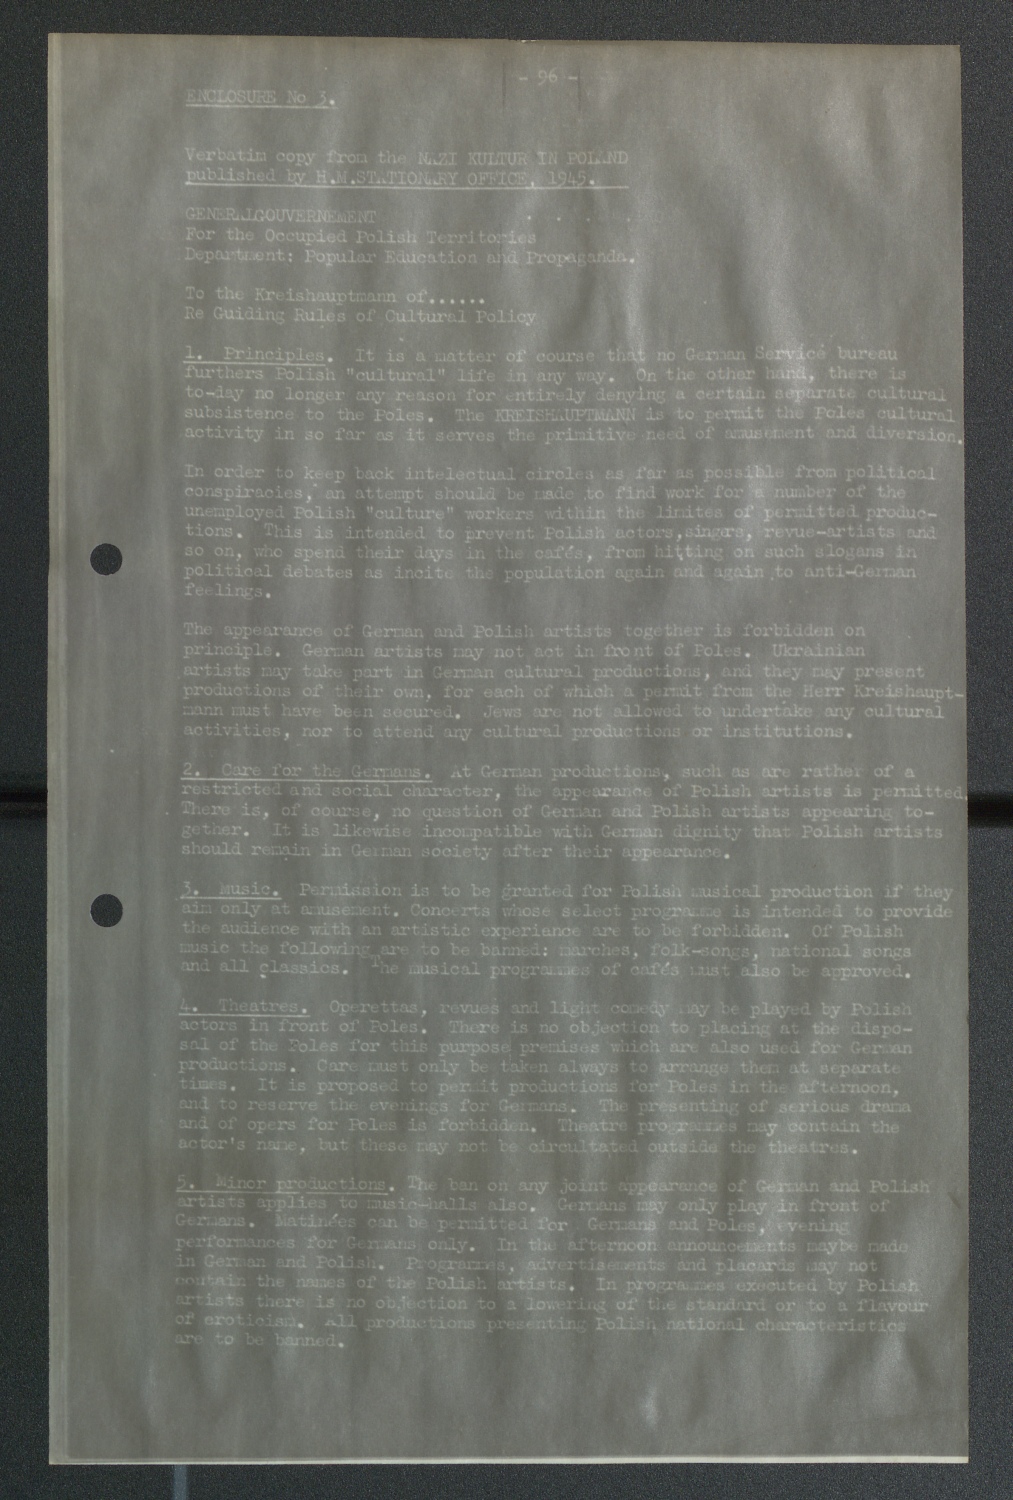 - 96 -
ENCLOSURE No 3.
Verbatim copy from the NAZI KULTUR IN POLAND
published by H.M.STATIONARY OFFICE, 1945.
GENERALGOUVERNEMENT
For the Occupied Polish Territories
Department: Popular Education and Propaganda.
To the Kreishauptmann of......
Re Guiding Rules of Cultural Policy
1. Principles. It is a matter of course that no German Service bureau
furthers Polish "cultural" life in any way. On the other hand, there is
to-day no longer any reason for entirely denying a certain separate cultural
subsistence to the Poles. The KREISHAUPTMANN is to permit the Poles cultural
activity in so far as it serves the primitive need of amusement and diversion.
In order to keep back intelectual circles as far as possible from political
conspiracies, an attempt should be made to find work for a number of the
unemployed Polish "culture" workers within the limites of permitted produc-
tions. This is intended to prevent Polish actors,singers, revue-artists and
so on, who spend their days in the cafés, from hitting on such slogans in
political debates as incite the population again and again to anti-German
feelings.
The appearance of German and Polish artists together is forbidden on
principle. German artists may not act in front of Poles. Ukrainian
artists may take part in German cultural productions, and they may present
productions of their own, for each of which a permit from the Herr Kreishaupt-
mann must have been secured. Jews are not allowed to undertake any cultural
activities, nor to attend any cultural productions or institutions.
2. Care for the Germans. At German productions, such as are rather of a
restricted and social character, the appearance of Polish artists is permitted.
There is, of course, no question of German and Polish artists appearing to-
gether. It is likewise incompatible with German dignity that Polish artists
should remain in German society after their appearance.
3. Music. Permission is to be granted for Polish musical production if they
aim only at amusement. Concerts whose select programme is intended to provide
the audience with an artistic experience are to be forbidden. Of Polish
music the following are to be banned: marches, folk-songs, national songs
and all classics. The musical programmes of cafés must also be approved.
4. Theatres. Operettas, revues and light comedy may be played by Polish
actors in front of Poles. There is no objection to placing at the dispo-
sal of the Poles for this purpose premises which are also used for German
productions. Care must only be taken always to arrange them at separate
times. It is proposed to permit productions for Poles in the afternoon,
and to reserve the evenings for Germans. The presenting of serious drama
and of opers for Poles is forbidden. Theatre programmes may contain the
actor's name, but these may not be circultated outside the theatres.
5. Minor productions. The ban on any joint appearance of German and Polish
artists applies to music-halls also. Germans may only play in front of
Germans. Matinées can be permitted for Germans and Poles, evening
performances for Germans only. In the afternoon announcements maybe made
in German and Polish. Programmes, advertisements and placards may not
contain the names of the Polish artists. In programmes executed by Polish
artists there is no objection to a lowering of the standard or to a flavour
of eroticism. All productions presenting Polish national characteristics
are to be banned.